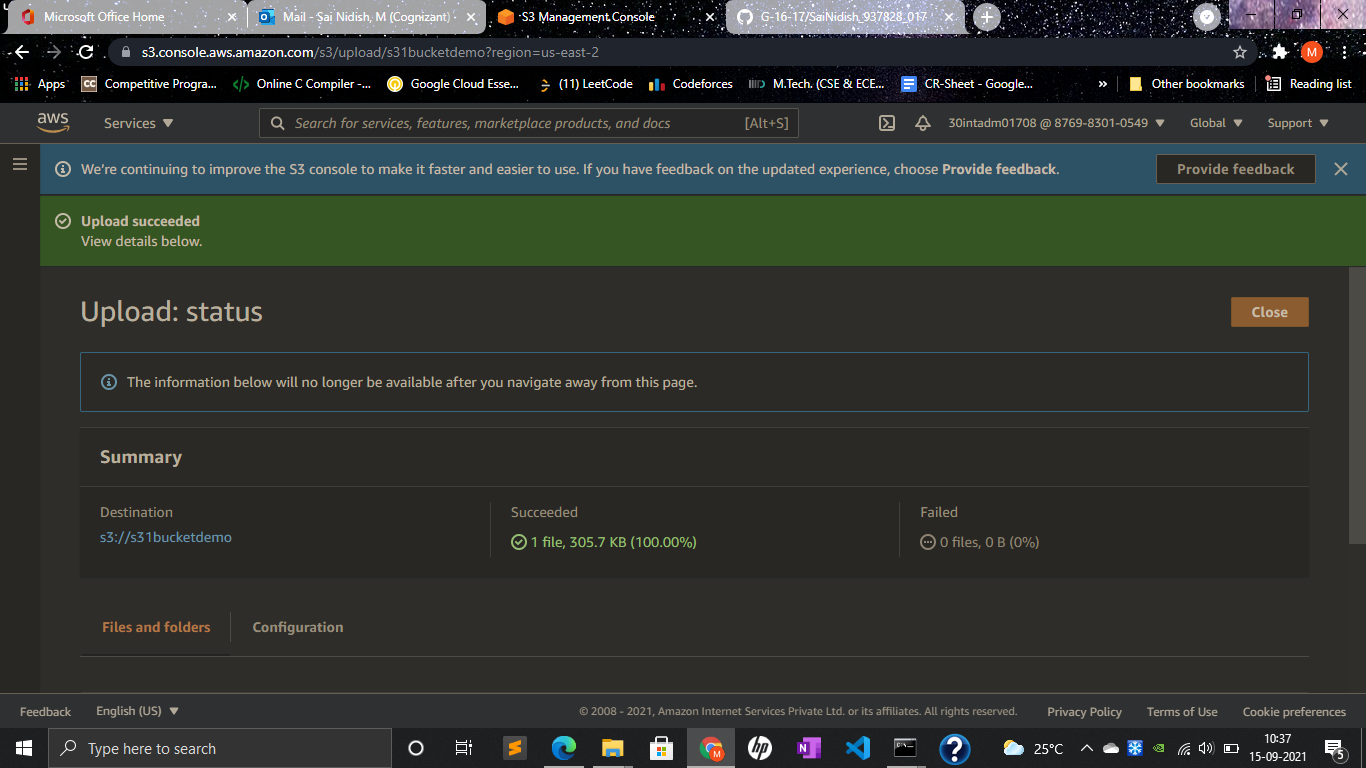 Microsoft Office Home
Mail - Sai Nidish, M (Cognizant) -
S3 Management Console
G-16-17/SaiNidish_937828_017
s3.console.aws.amazon.com/s3/upload/s31bucketdemo?region=us-east-2
M
Apps
CC
Competitive Progra...
Online C Compiler -...
Google Cloud Esse...
(11) LeetCode
Codeforces
M.Tech. (CSE & ECE...
CR-Sheet - Google...
»
Other bookmarks
Reading list
aws
Services
Search for services, features, marketplace products, and docs
[Alt+S]
30intadm01708 @ 8769-8301-0549
Global
Support
We're continuing to improve the S3 console to make it faster and easier to use. If you have feedback on the updated experience, choose Provide feedback.
Provide feedback
Upload succeeded
View details below.
Upload: status
Close
The information below will no longer be available after you navigate away from this page.
Summary
Destination
s3://s31bucketdemo
Succeeded
1 file, 305.7 KB (100.00%)
Failed
0 files, 0 B (0%)
Files and folders
Configuration
Feedback
English (US)
© 2008 - 2021, Amazon Internet Services Private Ltd. or its affiliates. All rights reserved.
Privacy Policy
Terms of Use
Cookie preferences
Type here to search
M
hp
N
?
25°C
10:37
15-09-2021
5